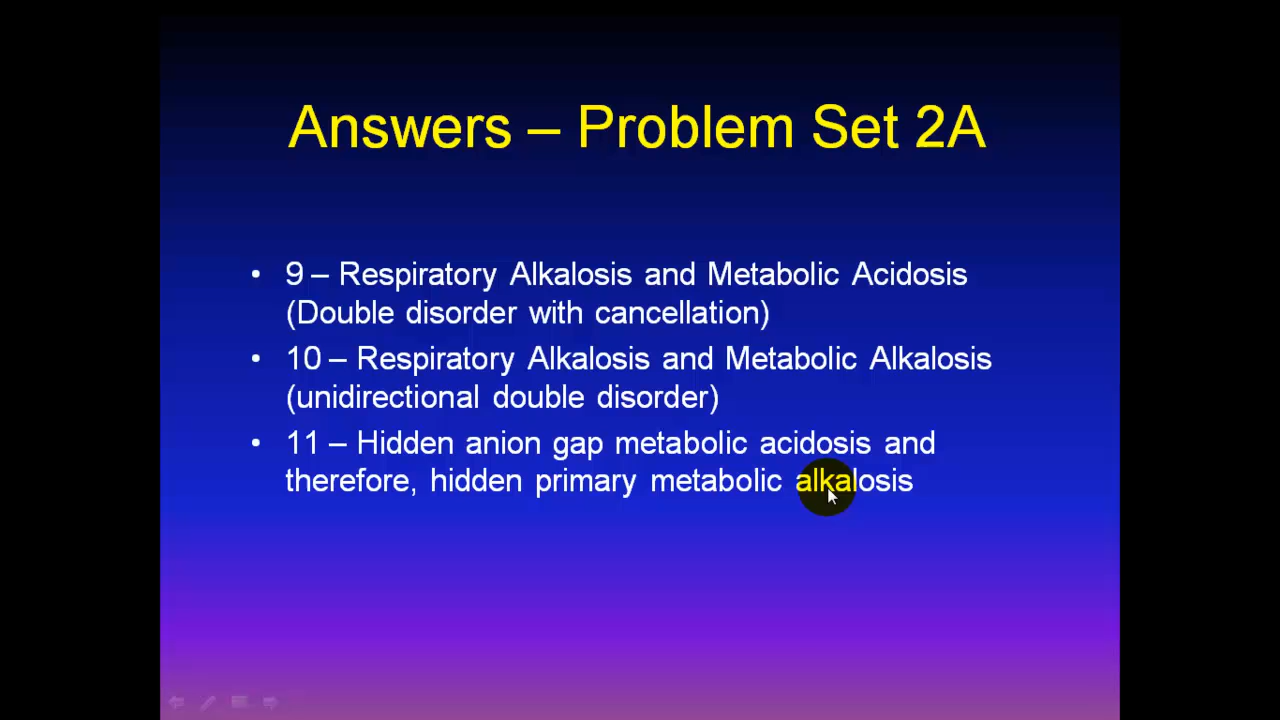 Answers – Problem Set 2A
• 9 – Respiratory Alkalosis and Metabolic Acidosis
(Double disorder with cancellation)
• 10 – Respiratory Alkalosis and Metabolic Alkalosis
(unidirectional double disorder)
• 11 – Hidden anion gap metabolic acidosis and
therefore, hidden primary metabolic alkalosis